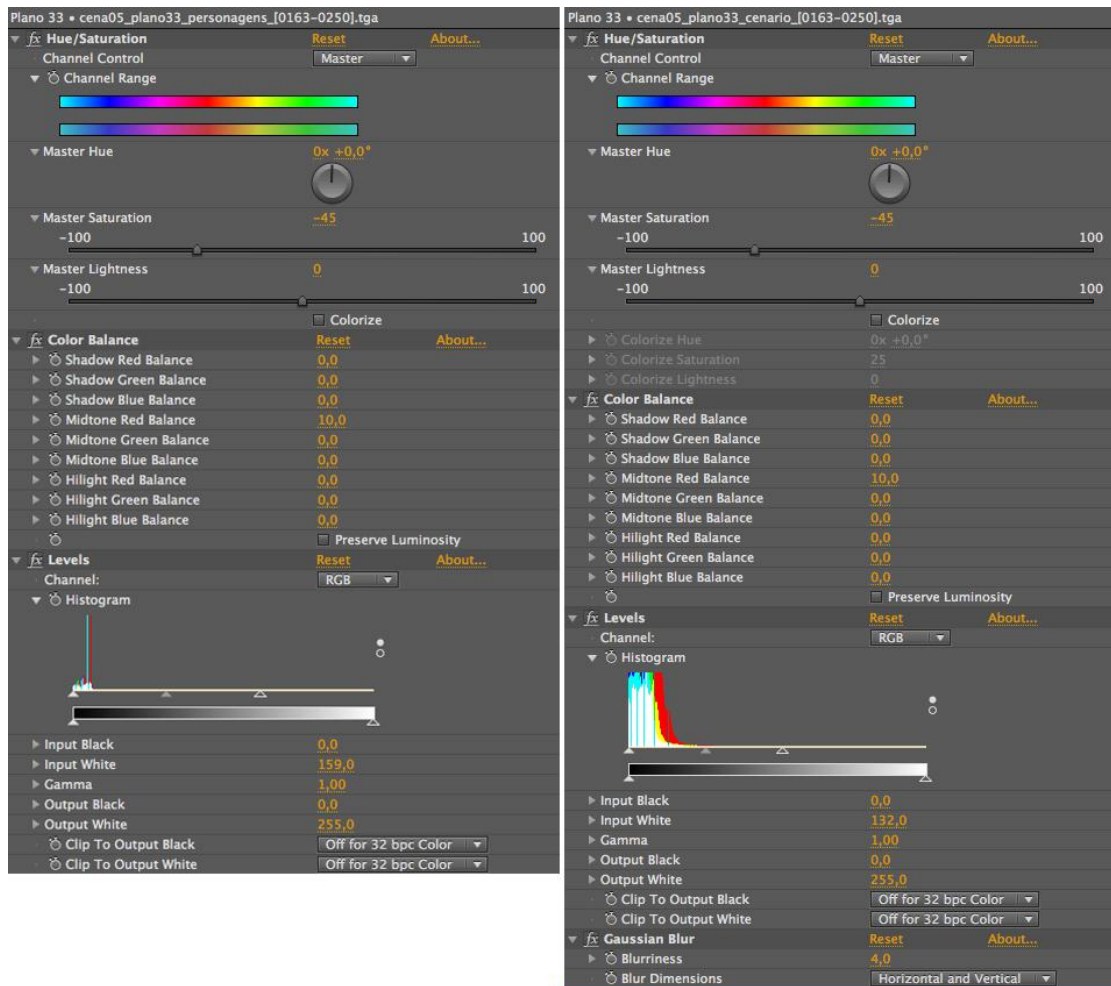 Plano 33 • cena05_plano33_personagens_[0163-0250].tga
fx Hue/Saturation Reset About...
Channel Control Master
Channel Range
Master Hue 0x +0,0°
Master Saturation -45
-100 100
Master Lightness 0
-100 100
Colorize
fx Color Balance Reset About...
Shadow Red Balance 0,0
Shadow Green Balance 0,0
Shadow Blue Balance 0,0
Midtone Red Balance 10,0
Midtone Green Balance 0,0
Midtone Blue Balance 0,0
Hilight Red Balance 0,0
Hilight Green Balance 0,0
Hilight Blue Balance 0,0
Preserve Luminosity
fx Levels Reset About...
Channel: RGB
Histogram
Input Black 0,0
Input White 159,0
Gamma 1,00
Output Black 0,0
Output White 255,0
Clip To Output Black Off for 32 bpc Color
Clip To Output White Off for 32 bpc Color
Plano 33 • cena05_plano33_cenario_[0163-0250].tga
fx Hue/Saturation Reset About...
Channel Control Master
Channel Range
Master Hue 0x +0,0°
Master Saturation -45
-100 100
Master Lightness 0
-100 100
Colorize
Colorize Hue 0x +0,0°
Colorize Saturation 25
Colorize Lightness 0
fx Color Balance Reset About...
Shadow Red Balance 0,0
Shadow Green Balance 0,0
Shadow Blue Balance 0,0
Midtone Red Balance 10,0
Midtone Green Balance 0,0
Midtone Blue Balance 0,0
Hilight Red Balance 0,0
Hilight Green Balance 0,0
Hilight Blue Balance 0,0
Preserve Luminosity
fx Levels Reset About...
Channel: RGB
Histogram
Input Black 0,0
Input White 132,0
Gamma 1,00
Output Black 0,0
Output White 255,0
Clip To Output Black Off for 32 bpc Color
Clip To Output White Off for 32 bpc Color
fx Gaussian Blur Reset About...
Blurriness 4,0
Blur Dimensions Horizontal and Vertical